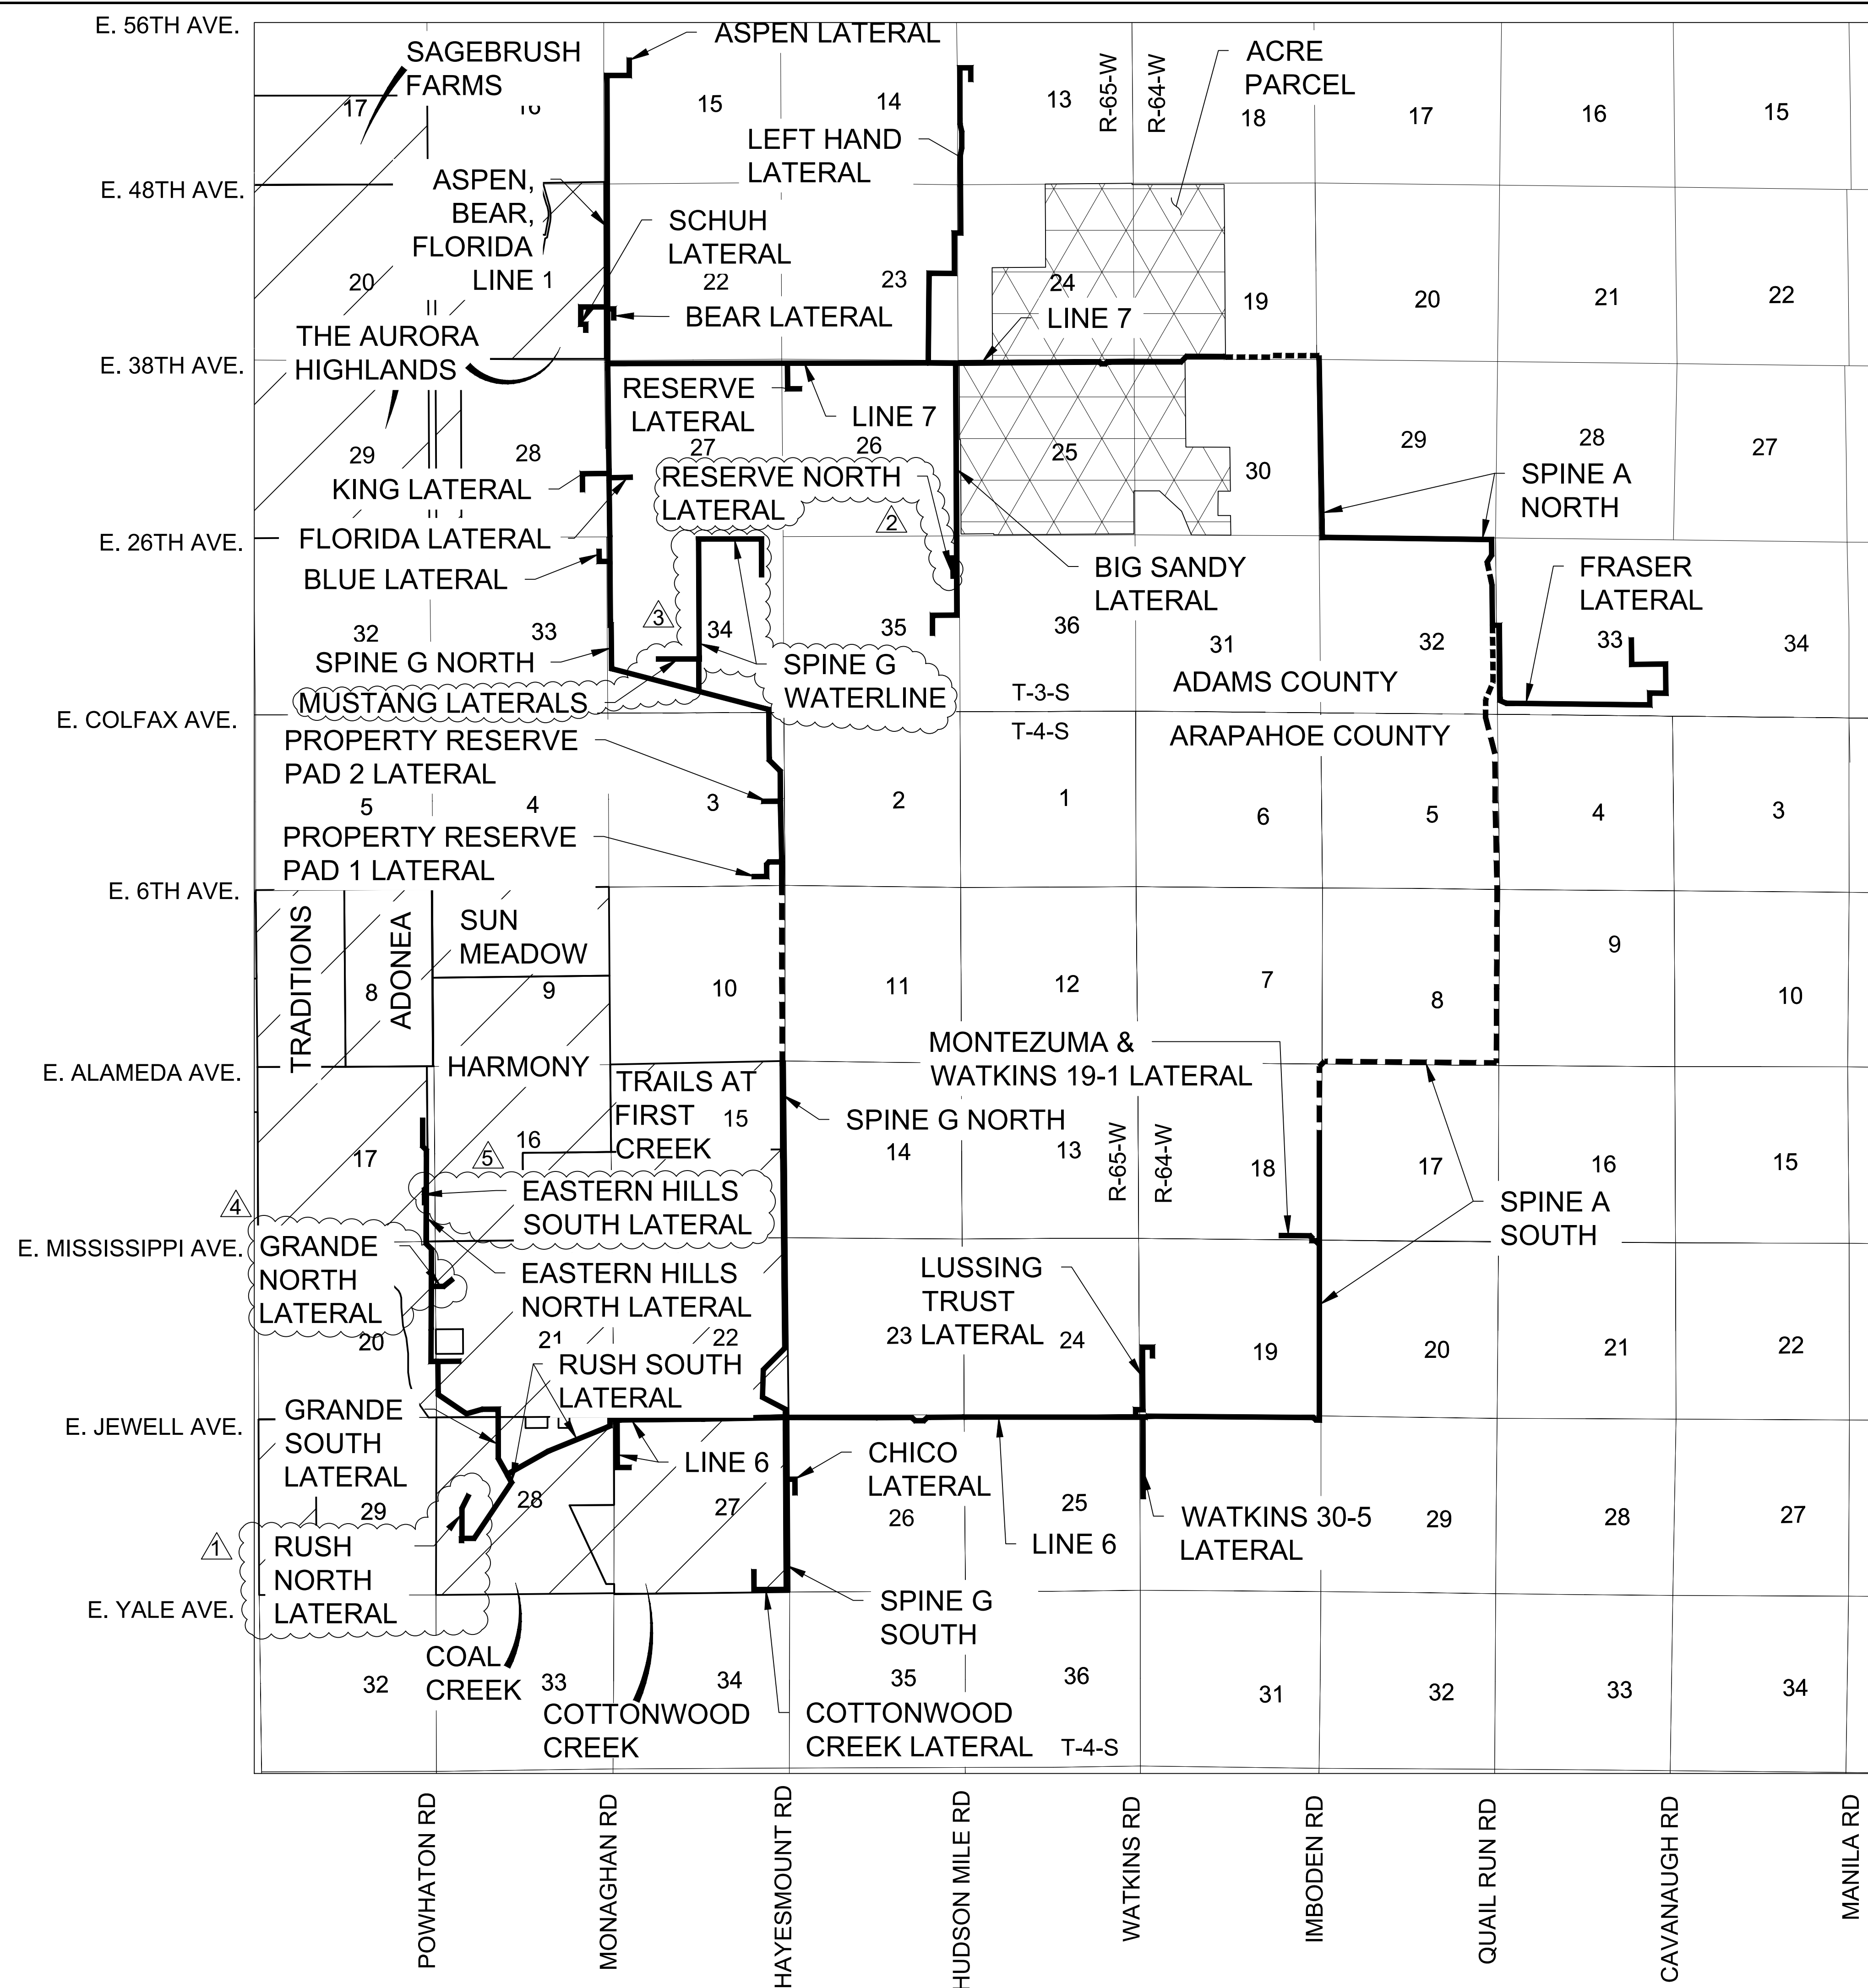 E. 56TH AVE.
SAGEBRUSH
FARMS
ASPEN LATERAL
ACRE
PARCEL
17
15
14
13
R-65-W
R-64-W
18
17
16
15
LEFT HAND
LATERAL
E. 48TH AVE.
ASPEN,
BEAR,
FLORIDA
LINE 1
SCHUH
LATERAL
20
22
23
24
19
20
21
22
BEAR LATERAL
LINE 7
THE AURORA
HIGHLANDS
E. 38TH AVE.
RESERVE
LATERAL
LINE 7
29
28
27
26
25
30
29
28
27
KING LATERAL
RESERVE NORTH
LATERAL
2
SPINE A
NORTH
FLORIDA LATERAL
E. 26TH AVE.
BLUE LATERAL
BIG SANDY
LATERAL
FRASER
LATERAL
3
32
33
34
35
36
31
32
33
34
SPINE G NORTH
SPINE G
WATERLINE
MUSTANG LATERALS
T-3-S
ADAMS COUNTY
E. COLFAX AVE.
T-4-S
ARAPAHOE COUNTY
PROPERTY RESERVE
PAD 2 LATERAL
5
4
3
2
1
6
5
4
3
PROPERTY RESERVE
PAD 1 LATERAL
E. 6TH AVE.
TRADITIONS
ADONEA
SUN
MEADOW
8
9
10
11
12
7
8
9
10
HARMONY
MONTEZUMA &
WATKINS 19-1 LATERAL
E. ALAMEDA AVE.
TRAILS AT
FIRST
CREEK
SPINE G NORTH
17
16
15
14
13
R-65-W
R-64-W
18
17
16
15
5
EASTERN HILLS
SOUTH LATERAL
SPINE A
SOUTH
4
E. MISSISSIPPI AVE.
GRANDE
NORTH
LATERAL
EASTERN HILLS
NORTH LATERAL
LUSSING
TRUST
LATERAL
20
21
22
23
24
19
20
21
22
RUSH SOUTH
LATERAL
E. JEWELL AVE.
GRANDE
SOUTH
LATERAL
LINE 6
CHICO
LATERAL
29
28
27
26
25
29
28
27
WATKINS 30-5
LATERAL
LINE 6
1
RUSH
NORTH
LATERAL
E. YALE AVE.
SPINE G
SOUTH
COAL
CREEK
32
33
34
35
36
31
32
33
34
COTTONWOOD
CREEK
COTTONWOOD
CREEK LATERAL
T-4-S
POWHATON RD
MONAGHAN RD
HAYESMOUNT RD
HUDSON MILE RD
WATKINS RD
IMBODEN RD
QUAIL RUN RD
CAVANAUGH RD
MANILA RD